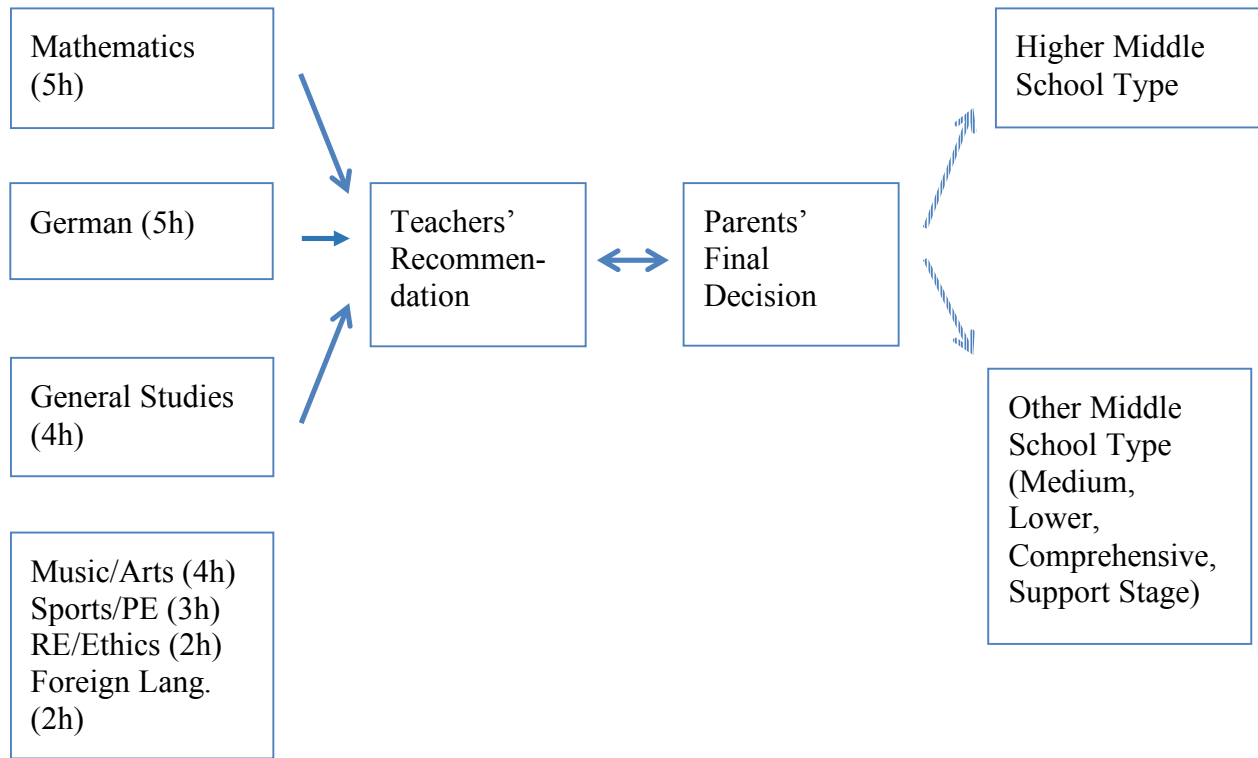 Mathematics
(5h)
German (5h)
General Studies
(4h)
Music/Arts (4h)
Sports/PE (3h)
RE/Ethics (2h)
Foreign Lang.
(2h)
Teachers’
Recommen-
dation
Parents’
Final
Decision
Higher Middle
School Type
Other Middle
School Type
(Medium,
Lower,
Comprehensive,
Support Stage)